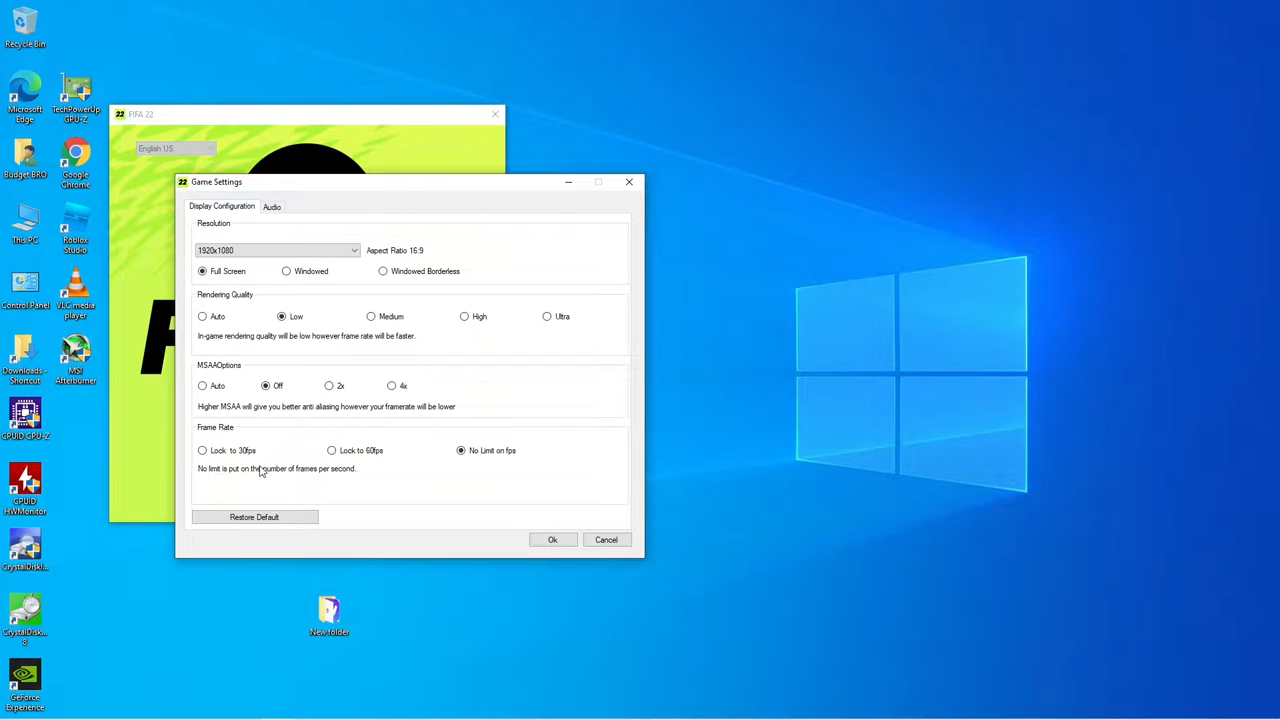 Recycle Bin
Microsoft
Edge
TechPowerUp
GPU-Z
Budget BRO
Google
Chrome
This PC
Roblox
Studio
Control Panel
VLC media
player
Downloads -
Shortcut
MSI
Afterburner
CPUID GPU-Z
CPUID
HWMonitor
CrystalDiskI...
CrystalDisk...
8
GeForce
Experience
22 FIFA 22
English US
22 Game Settings
Display Configuration Audio
Resolution
1920x1080 Aspect Ratio 16:9
Full Screen Windowed Windowed Borderless
Rendering Quality
Auto Low Medium High Ultra
In-game rendering quality will be low however frame rate will be faster.
MSAAOptions
Auto Off 2x 4x
Higher MSAA will give you better anti aliasing however your framerate will be lower
Frame Rate
Lock to 30fps Lock to 60fps No Limit on fps
No limit is put on the number of frames per second.
Restore Default
Ok Cancel
New folder